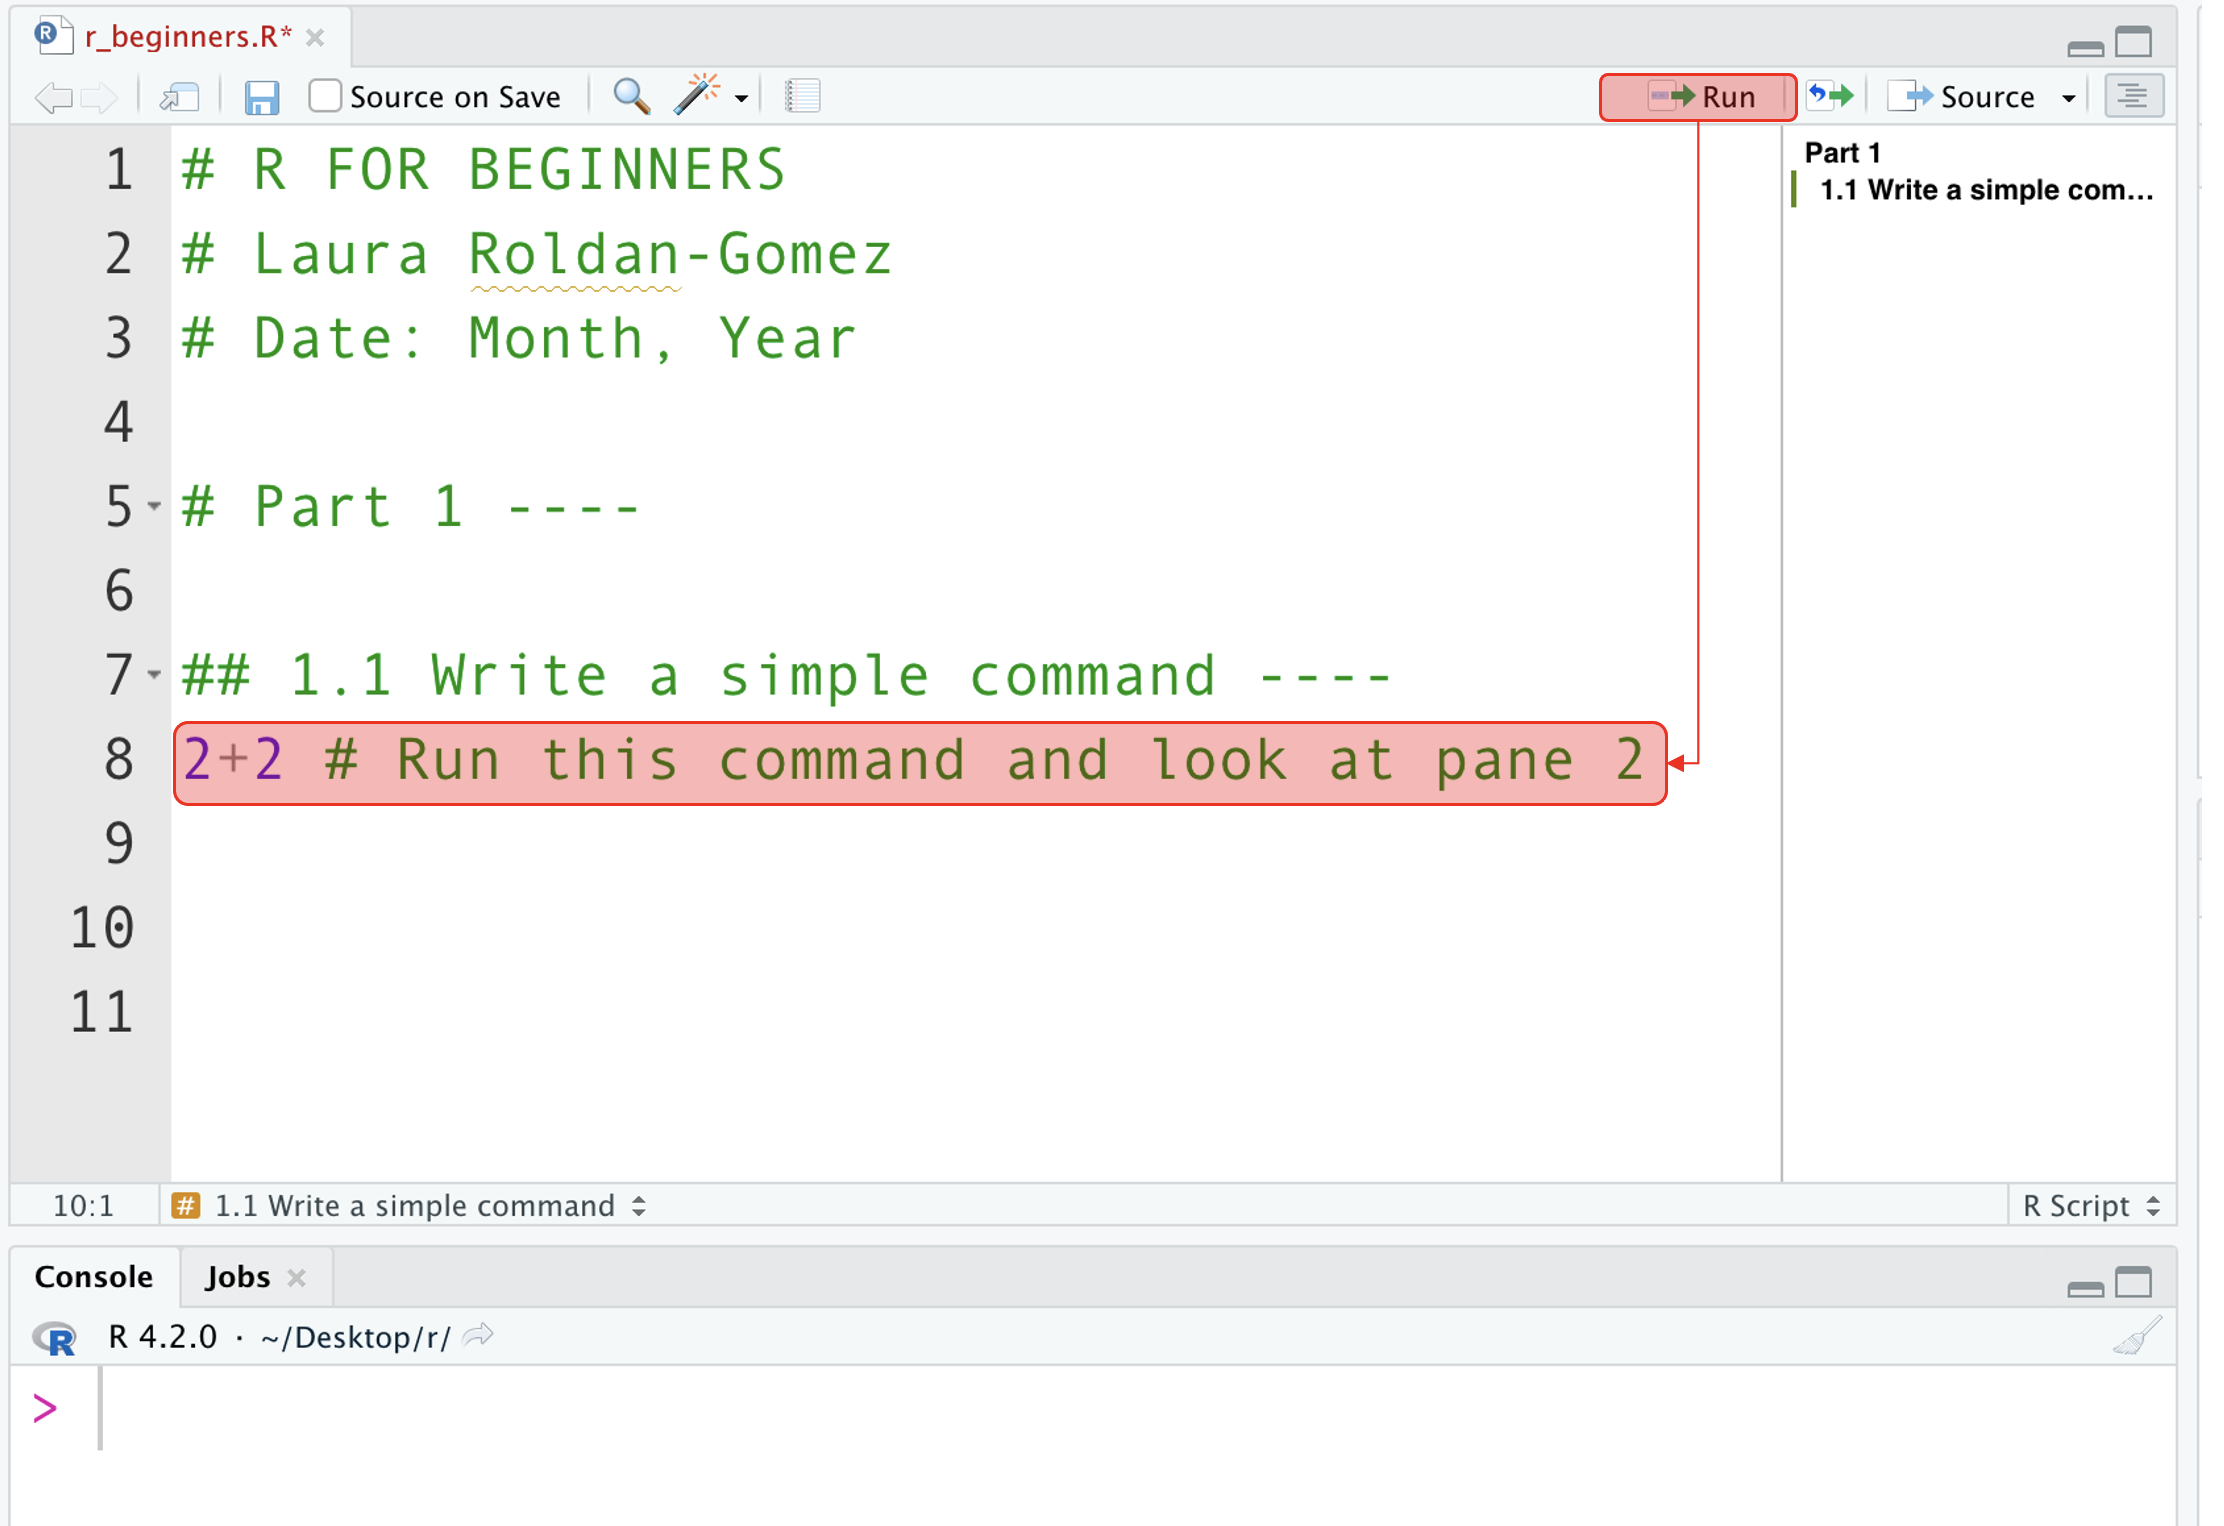 r_beginners.R*
Source on Save
Run
Source
1 # R FOR BEGINNERS
2 # Laura Roldan-Gomez
3 # Date: Month, Year
4
5 # Part 1 ----
6
7 ## 1.1 Write a simple command ----
8 2+2 # Run this command and look at pane 2
9
10
11
Part 1
1.1 Write a simple com...
10:1
# 1.1 Write a simple command
R Script
Console
Jobs
R R 4.2.0 · ~/Desktop/r/
>